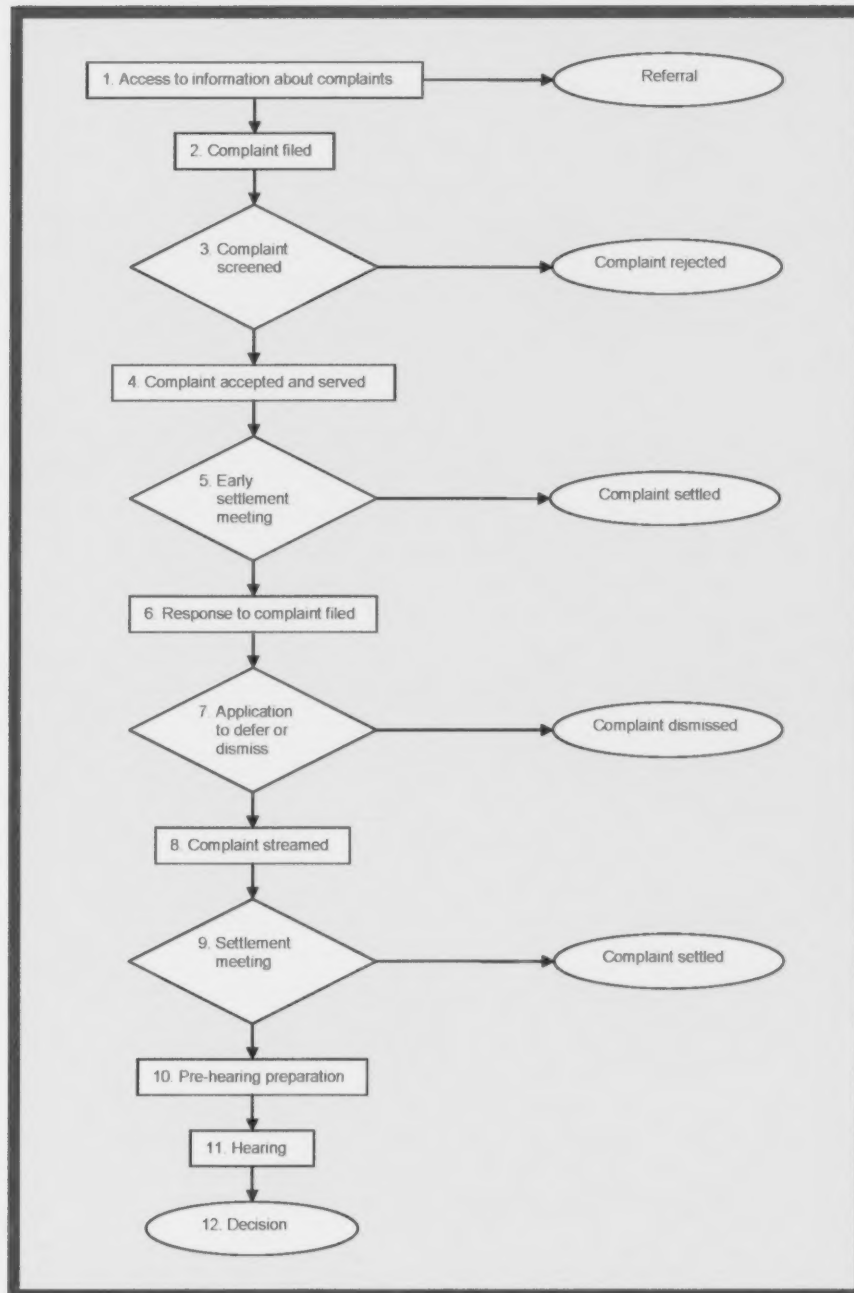 1. Access to information about complaints
Referral
2. Complaint filed
3. Complaint
screened
Complaint rejected
4. Complaint accepted and served
5. Early
settlement
meeting
Complaint settled
6. Response to complaint filed
7. Application
to defer or
dismiss
Complaint dismissed
8. Complaint streamed
9. Settlement
meeting
Complaint settled
10. Pre-hearing preparation
11. Hearing
12. Decision